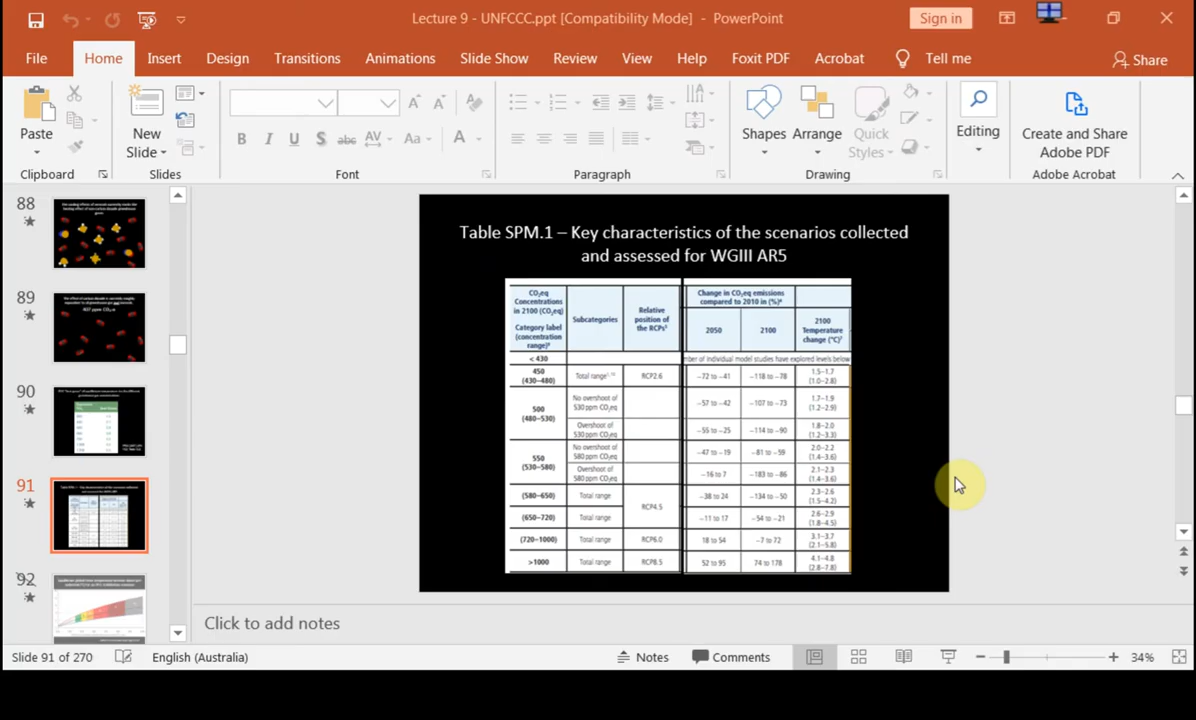 Lecture 9 - UNFCCC.ppt [Compatibility Mode] - PowerPoint
Sign in
File Home Insert Design Transitions Animations Slide Show Review View Help Foxit PDF Acrobat Tell me Share
Paste
New Slide
Shapes Arrange Quick Styles
Editing
Create and Share Adobe PDF
Clipboard Slides Font Paragraph Drawing Adobe Acrobat
88
89
407 ppm CO₂-e
90
91
92
Table SPM.1 – Key characteristics of the scenarios collected
and assessed for WGIII AR5
CO₂eq Concentrations in 2100 (CO₂eq) Category label (concentration range)
Subcategories
Relative position of the RCPs
Change in CO₂eq emissions compared to 2010 in (%)
2050 2100
2100 Temperature change (°C)
< 430 mber of individual model studies have explored levels below
450 (430–480) Total range RCP2.6 −72 to −41 −118 to −78 1.5–1.7 (1.0–2.8)
500 (480–530) No overshoot of 530 ppm CO₂eq −57 to −42 −107 to −73 1.7–1.9 (1.2–2.9)
Overshoot of 530 ppm CO₂eq −55 to −25 −114 to −90 1.8–2.0 (1.2–3.3)
550 (530–580) No overshoot of 580 ppm CO₂eq −47 to −19 −81 to −59 2.0–2.2 (1.4–3.6)
Overshoot of 580 ppm CO₂eq −16 to 7 −183 to −86 2.1–2.3 (1.4–3.6)
(580–650) Total range RCP4.5 −38 to 24 −134 to −50 2.3–2.6 (1.5–4.2)
(650–720) Total range −11 to 17 −54 to −21 2.6–2.9 (1.8–4.5)
(720–1000) Total range RCP6.0 18 to 54 −7 to 72 3.1–3.7 (2.1–5.8)
>1000 Total range RCP8.5 52 to 95 74 to 178 4.1–4.8 (2.8–7.8)
Click to add notes
Slide 91 of 270 English (Australia) Notes Comments 34%